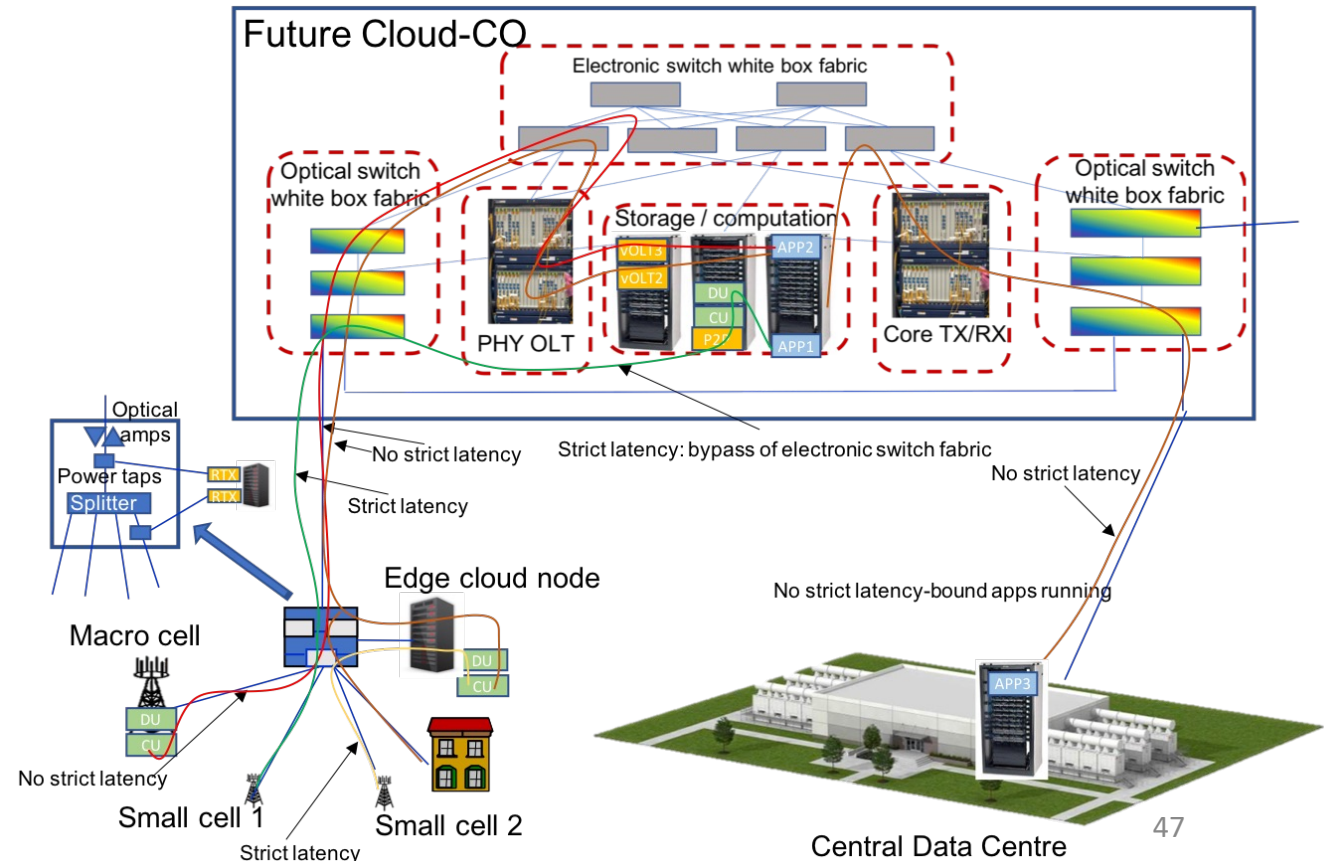 Future Cloud-CO
Electronic switch white box fabric
Optical switch
white box fabric
Optical switch
white box fabric
Storage / computation
vOLT3
vOLT2
APP2
DU
CU
APP1
PHY OLT
Core TX/RX
Optical
amps
Power taps
Splitter
RTX
RTX
No strict latency
Strict latency
Strict latency: bypass of electronic switch fabric
No strict latency
Edge cloud node
DU
CU
No strict latency-bound apps running
Macro cell
DU
CU
No strict latency
Small cell 1
Small cell 2
Strict latency
APP3
Central Data Centre
47